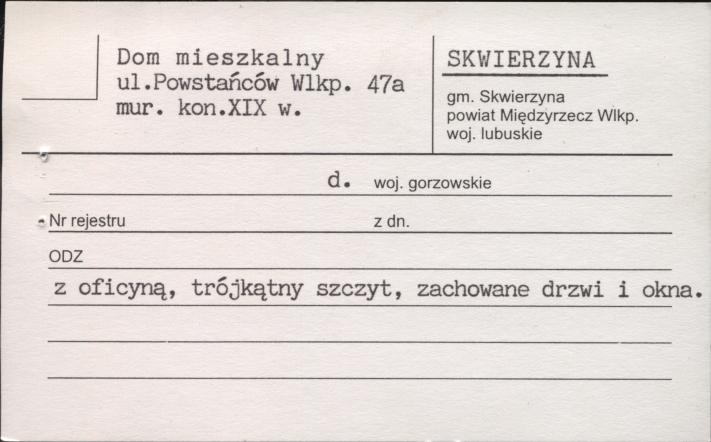 Dom mieszkalny
ul.Powstańców Wlkp. 47a
mur. kon.XIX w.
SKWIERZYNA
gm. Skwierzyna
powiat Międzyrzecz Wlkp.
woj. lubuskie
d. woj. gorzowskie
Nr rejestru z dn.
ODZ
z oficyną, trójkątny szczyt, zachowane drzwi i okna.